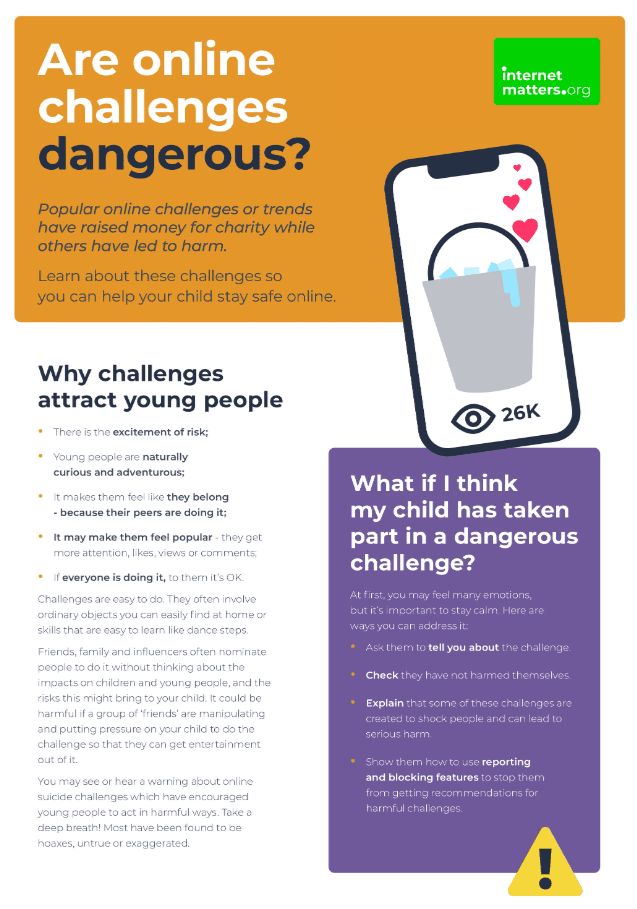 Are online
challenges
dangerous?
internet
matters.org
Popular online challenges or trends
have raised money for charity while
others have led to harm.
Learn about these challenges so
you can help your child stay safe online.
26K
Why challenges
attract young people
There is the excitement of risk;
Young people are naturally
curious and adventurous;
It makes them feel like they belong
- because their peers are doing it;
It may make them feel popular - they get
more attention, likes, views or comments;
If everyone is doing it, to them it's OK.
Challenges are easy to do. They often involve
ordinary objects you can easily find at home or
skills that are easy to learn like dance steps.
Friends, family and influencers often nominate
people to do it without thinking about the
impacts on children and young people, and the
risks this might bring to your child. It could be
harmful if a group of 'friends' are manipulating
and putting pressure on your child to do the
challenge so that they can get entertainment
out of it.
You may see or hear a warning about online
suicide challenges which have encouraged
young people to act in harmful ways. Take a
deep breath! Most have been found to be
hoaxes, untrue or exaggerated.
What if I think
my child has taken
part in a dangerous
challenge?
At first, you may feel many emotions,
but it's important to stay calm. Here are
ways you can address it:
Ask them to tell you about the challenge.
Check they have not harmed themselves.
Explain that some of these challenges are
created to shock people and can lead to
serious harm.
Show them how to use reporting
and blocking features to stop them
from getting recommendations for
harmful challenges.
!